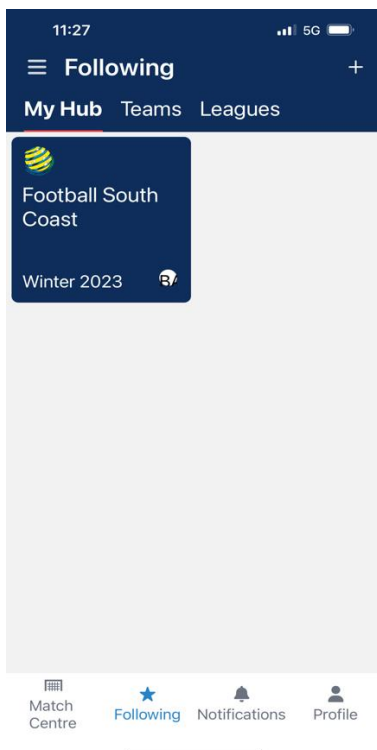 11:27 5G
Following
My Hub Teams Leagues
Football South
Coast
Winter 2023
Match
Centre
Following
Notifications
Profile